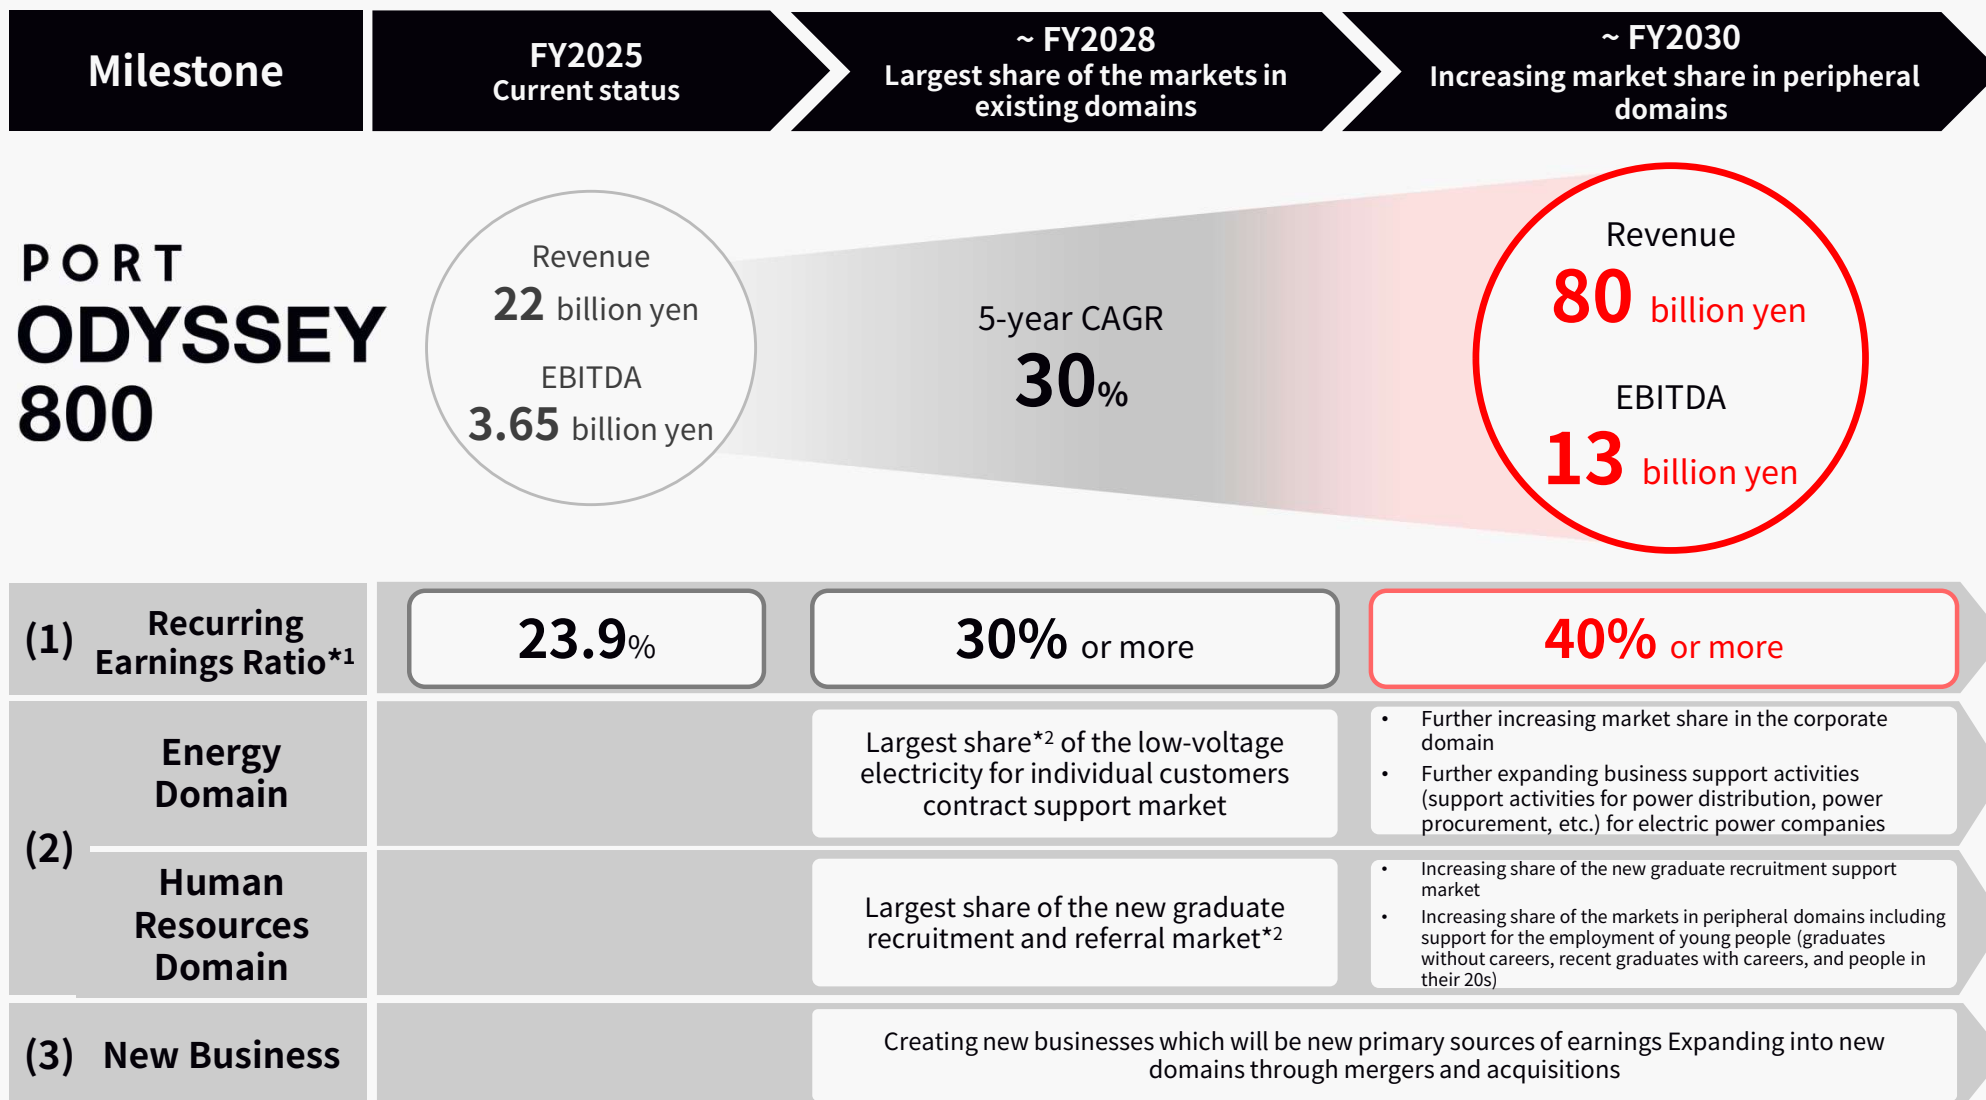 Milestone
FY2025
Current status
~ FY2028
Largest share of the markets in
existing domains
~ FY2030
Increasing market share in peripheral
domains
PORT
ODYSSEY
800
Revenue
22 billion yen
EBITDA
3.65 billion yen
5-year CAGR
30%
Revenue
80 billion yen
EBITDA
13 billion yen
(1)
Recurring
Earnings Ratio*1
23.9%
30% or more
40% or more
(2)
Energy
Domain
Largest share*2 of the low-voltage
electricity for individual customers
contract support market
• Further increasing market share in the corporate
domain
• Further expanding business support activities
(support activities for power distribution, power
procurement, etc.) for electric power companies
Human
Resources
Domain
Largest share of the new graduate
recruitment and referral market*2
• Increasing share of the new graduate recruitment support
market
• Increasing share of the markets in peripheral domains including
support for the employment of young people (graduates
without careers, recent graduates with careers, and people in
their 20s)
(3) New Business
Creating new businesses which will be new primary sources of earnings Expanding into new
domains through mergers and acquisitions